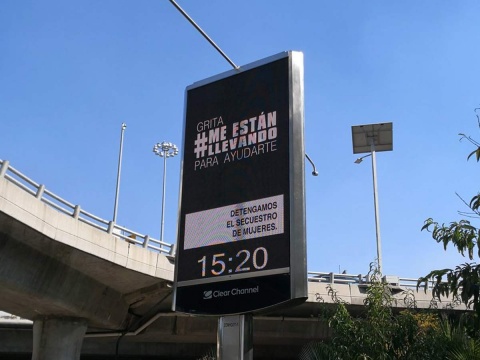 GRITA
#ME ESTÁN
LLEVANDO
PARA AYUDARTE
DETENGAMOS
EL SECUESTRO
DE MUJERES.
15:20
Clear Channel